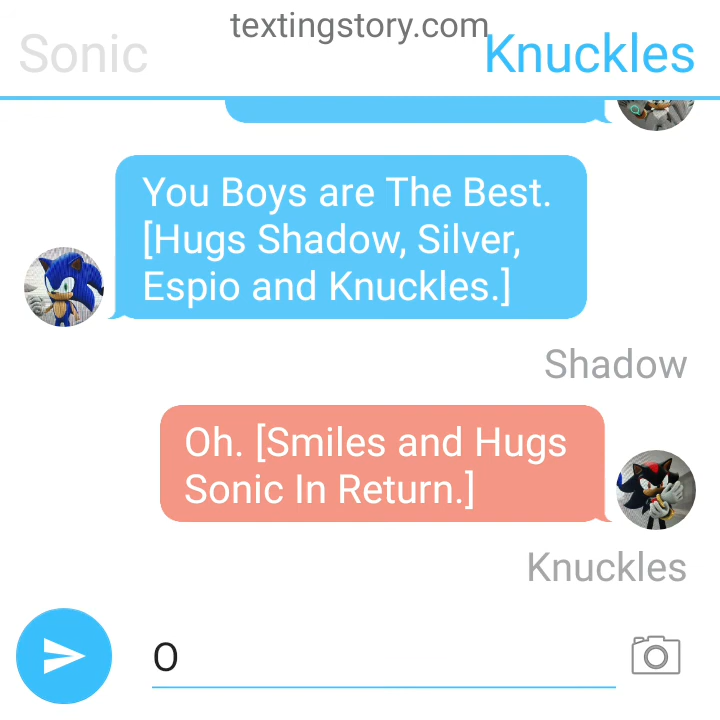 textingstory.com
Sonic
Knuckles
You Boys are The Best.
[Hugs Shadow, Silver,
Espio and Knuckles.]
Shadow
Oh. [Smiles and Hugs
Sonic In Return.]
Knuckles
O